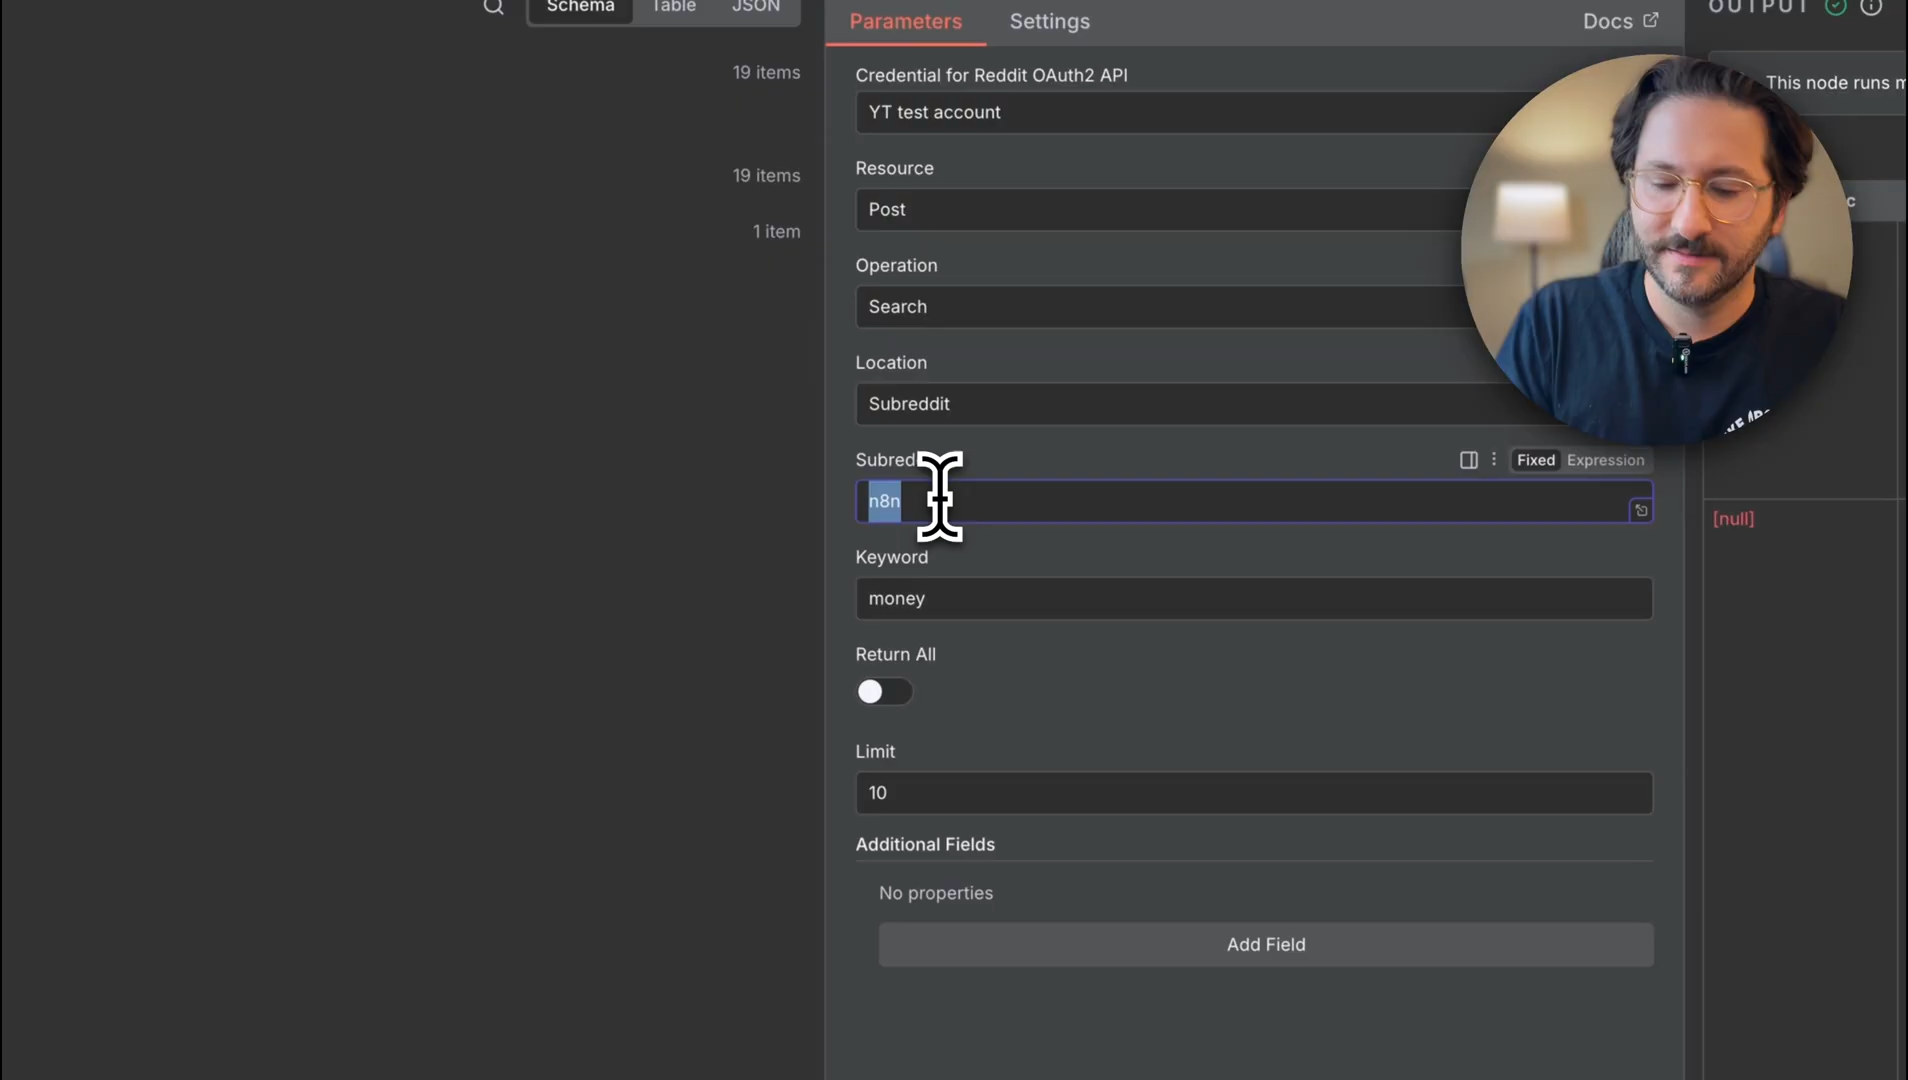 Schema Table JSON
19 items
19 items
1 item
Parameters Settings Docs
Credential for Reddit OAuth2 API
YT test account
Resource
Post
Operation
Search
Location
Subreddit
Fixed Expression
n8n
Keyword
money
Return All
Limit
10
Additional Fields
No properties
Add Field
OUTPUT
This node runs
[null]